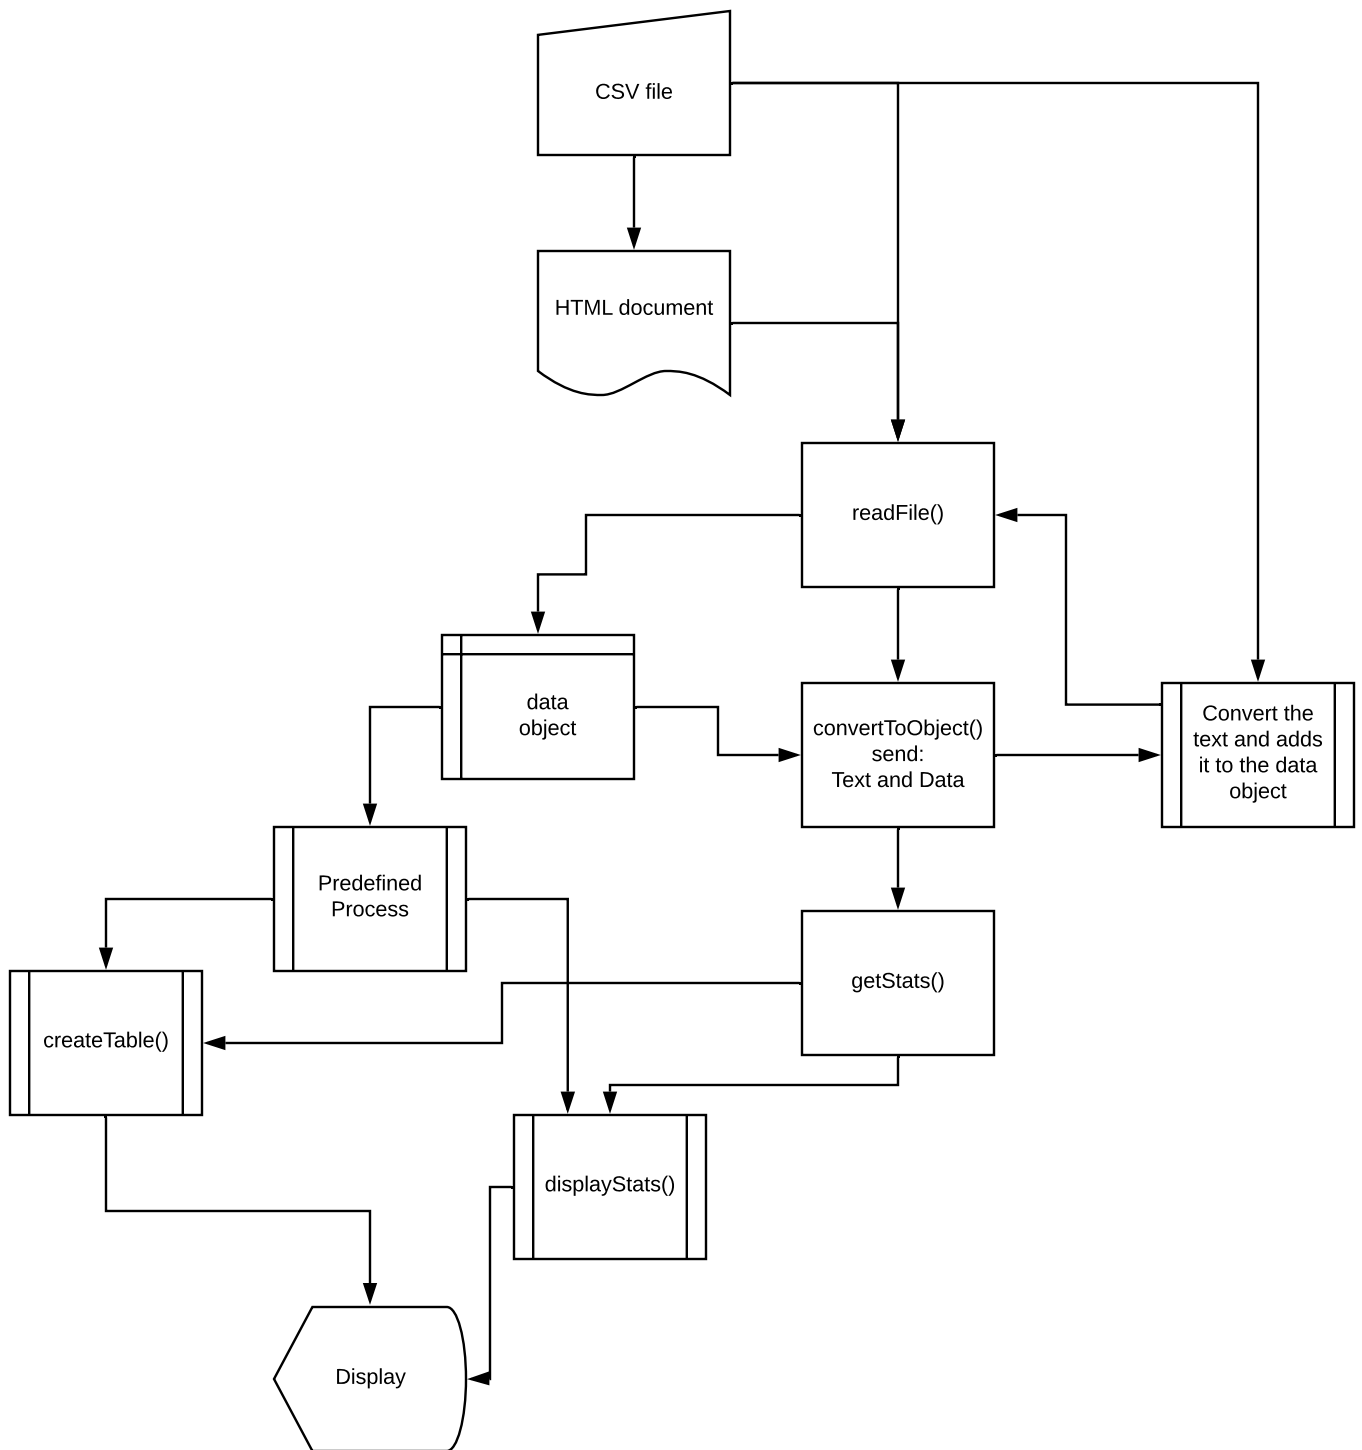 CSV file
HTML document
readFile()
data
object
convertToObject()
send:
Text and Data
Convert the
text and adds
it to the data
object
Predefined
Process
getStats()
createTable()
displayStats()
Display